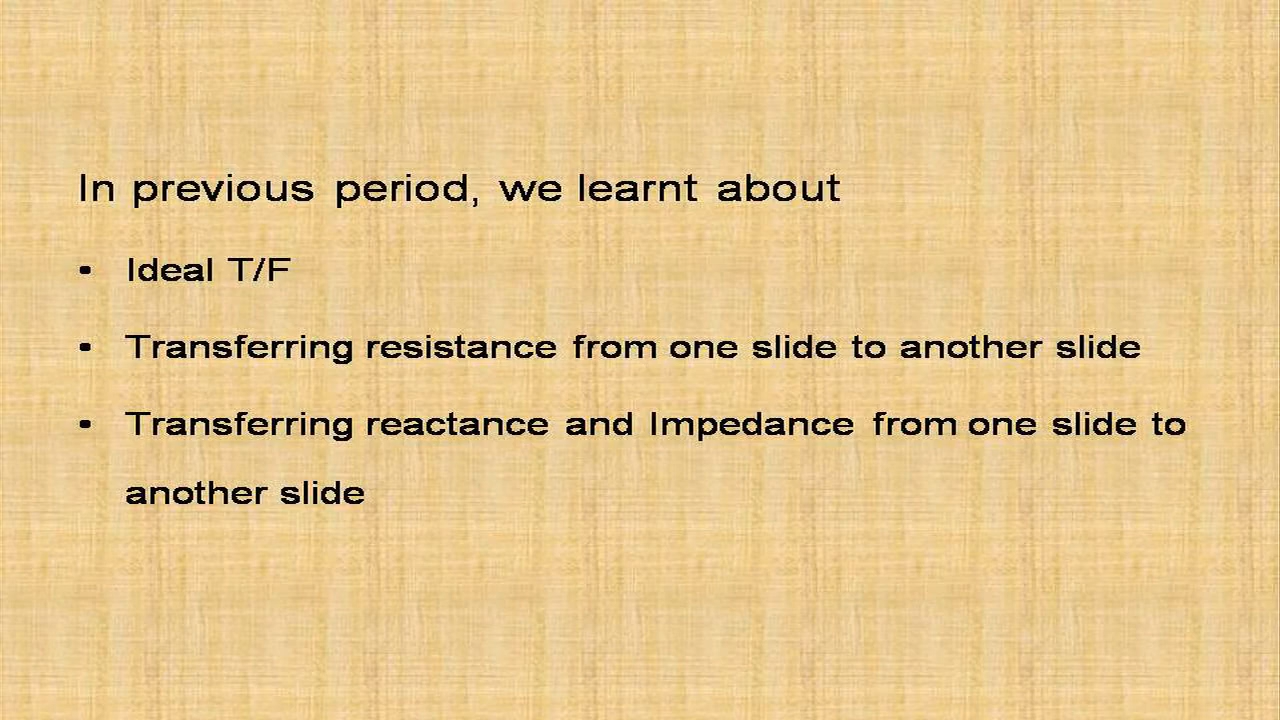 In previous period, we learnt about
• Ideal T/F
• Transferring resistance from one slide to another slide
• Transferring reactance and Impedance from one slide to
another slide